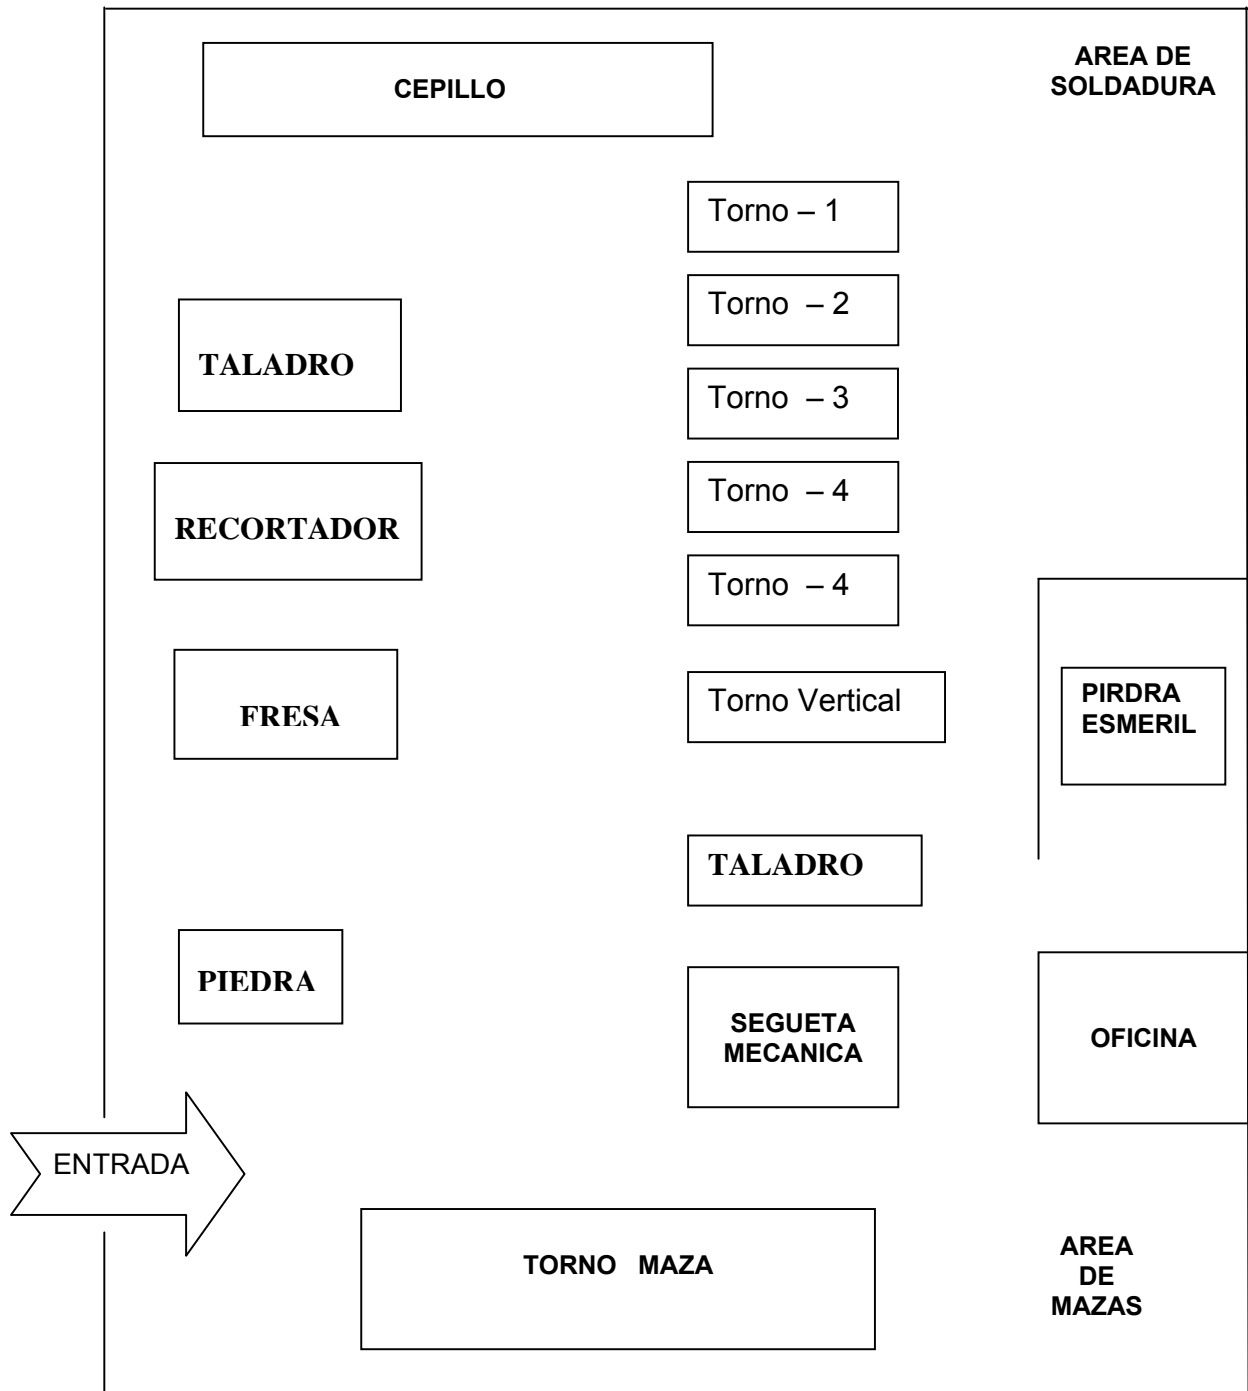 CEPILLO
AREA DE
SOLDADURA
Torno – 1
Torno – 2
TALADRO
Torno – 3
RECORTADOR
Torno – 4
Torno – 4
FRESA
Torno Vertical
PIRDRA
ESMERIL
TALADRO
PIEDRA
SEGUETA
MECANICA
OFICINA
ENTRADA
TORNO MAZA
AREA
DE
MAZAS